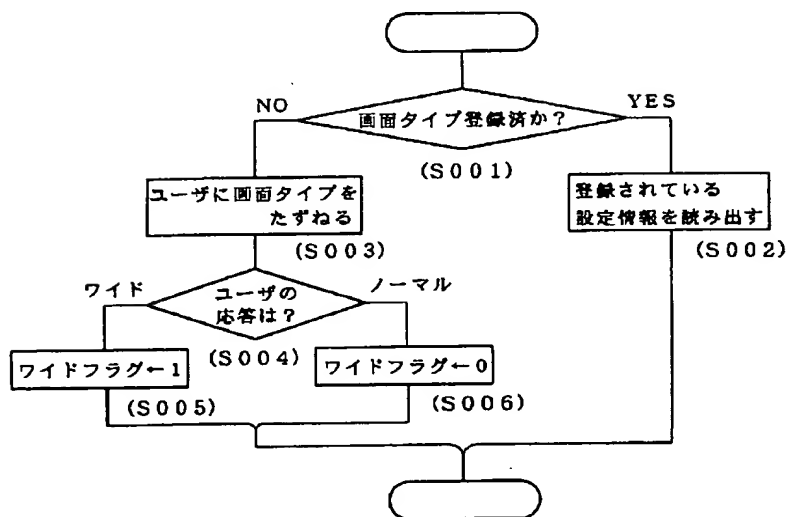 NO
YES
画面タイプ登録済か?
(S001)
ユーザに画面タイプを
たずねる
(S003)
登録されている
設定情報を読み出す
(S002)
ワイド
ノーマル
ユーザの
応答は?
(S004)
ワイドフラグ←1
(S005)
ワイドフラグ←0
(S006)